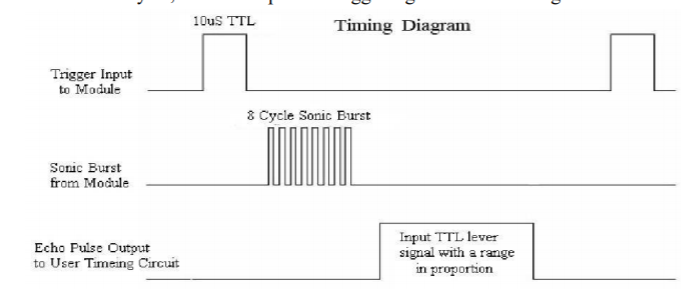 10uS TTL
Timing Diagram
Trigger Input
to Module
8 Cycle Sonic Burst
Sonic Burst
from Module
Input TTL lever
signal with a range
in proportion
Echo Pulse Output
to User Timeing Circuit